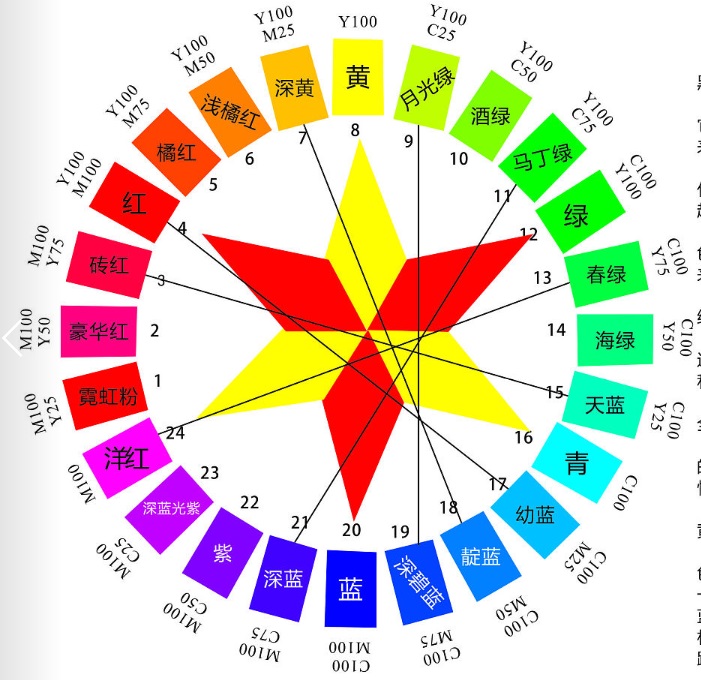 Y100
黄
8
Y100
C25
月光绿
9
Y100
C50
酒绿
10
Y100
C75
马丁绿
11
C100
Y100
绿
12
C100
Y75
春绿
13
C100
Y50
海绿
14
C100
Y25
天蓝
15
C100
青
16
C100
M25
幼蓝
17
C100
M50
靛蓝
18
C100
M75
深碧蓝
19
C100
M100
蓝
20
M100
C75
深蓝
21
M100
C50
紫
22
M100
C25
深蓝光紫
23
M100
洋红
24
M100
Y25
霓虹粉
1
M100
Y50
豪华红
2
M100
Y75
砖红
3
Y100
M100
红
4
Y100
M75
橘红
5
Y100
M50
浅橘红
6
Y100
M25
深黄
7